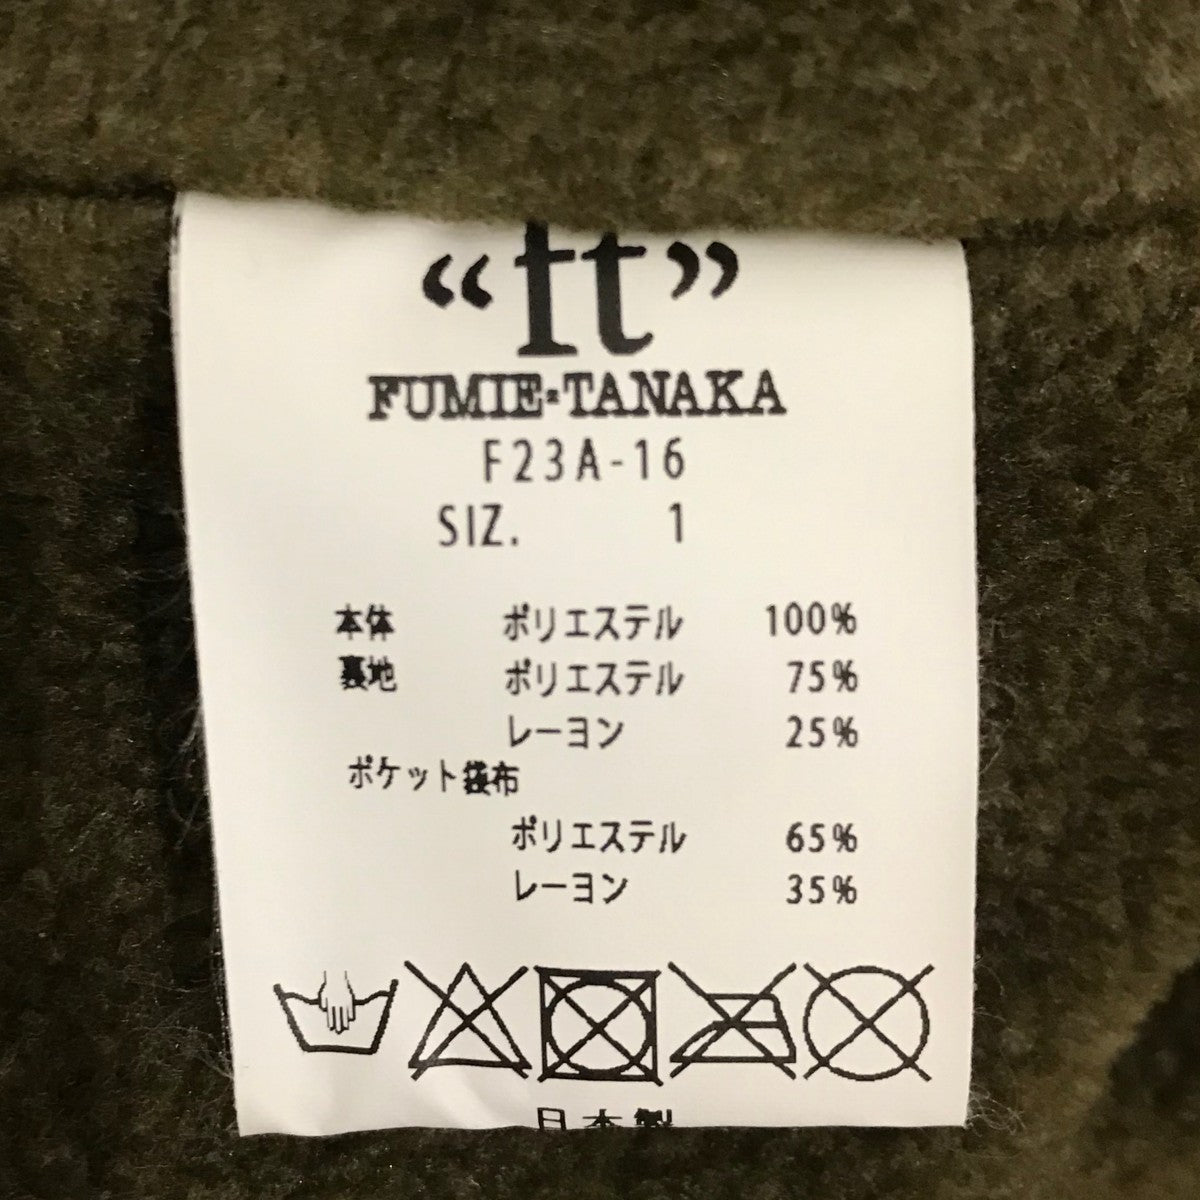 “ft”
FUMIE=TANAKA
F23A-16
SIZ. 1
本体 ポリエステル 100%
裏地 ポリエステル 75%
レーヨン 25%
ポケット袋布
ポリエステル 65%
レーヨン 35%
日本製